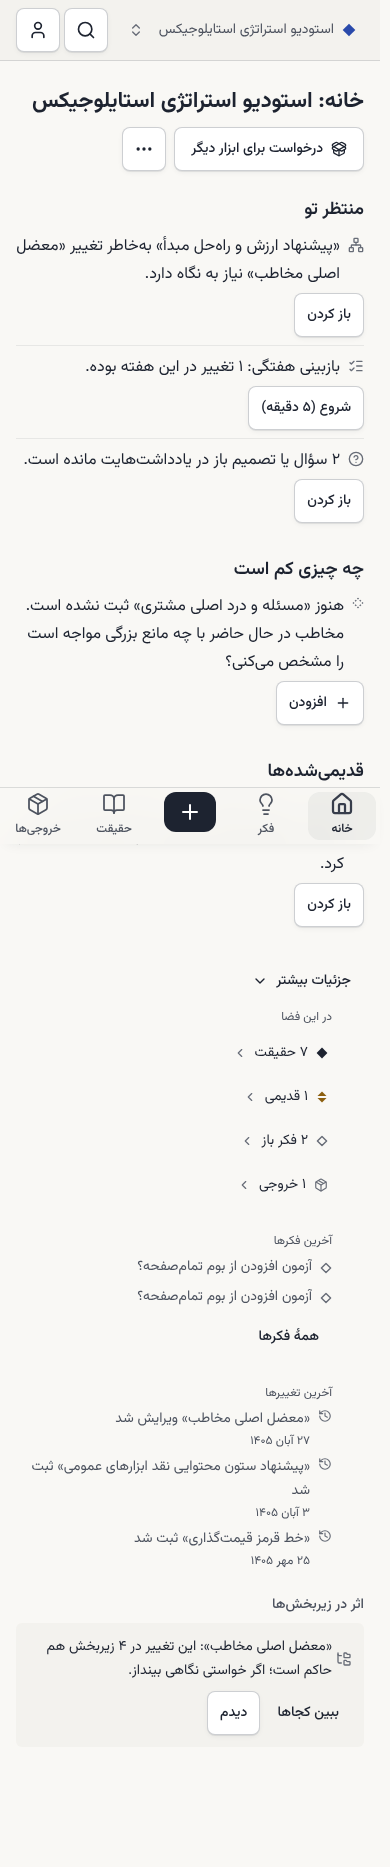 استودیو استراتژی استایلوجیکس
خانه: استودیو استراتژی استایلوجیکس
درخواست برای ابزار دیگر
منتظر تو
«پیشنهاد ارزش و راه‌حل مبدأ» به‌خاطر تغییر «معضل
اصلی مخاطب» نیاز به نگاه دارد.
باز کردن
بازبینی هفتگی: ۱ تغییر در این هفته بوده.
شروع (۵ دقیقه)
۲ سؤال یا تصمیم باز در یادداشت‌هایت مانده است.
باز کردن
چه چیزی کم است
هنوز «مسئله و درد اصلی مشتری» ثبت نشده است.
مخاطب در حال حاضر با چه مانع بزرگی مواجه است
را مشخص می‌کنی؟
افزودن
قدیمی‌شده‌ها
خانه
فکر
حقیقت
خروجی‌ها
کرد.
باز کردن
جزئیات بیشتر
در این فضا
۷ حقیقت
۱ قدیمی
۲ فکر باز
۱ خروجی
آخرین فکرها
آزمون افزودن از بوم تمام‌صفحه؟
آزمون افزودن از بوم تمام‌صفحه؟
همهٔ فکرها
آخرین تغییرها
«معضل اصلی مخاطب» ویرایش شد
۲۷ آبان ۱۴۰۵
«پیشنهاد ستون محتوایی نقد ابزارهای عمومی» ثبت
شد
۳ آبان ۱۴۰۵
«خط قرمز قیمت‌گذاری» ثبت شد
۲۵ مهر ۱۴۰۵
اثر در زیربخش‌ها
«معضل اصلی مخاطب»: این تغییر در ۴ زیربخش هم
حاکم است؛ اگر خواستی نگاهی بینداز.
ببین کجاها
دیدم